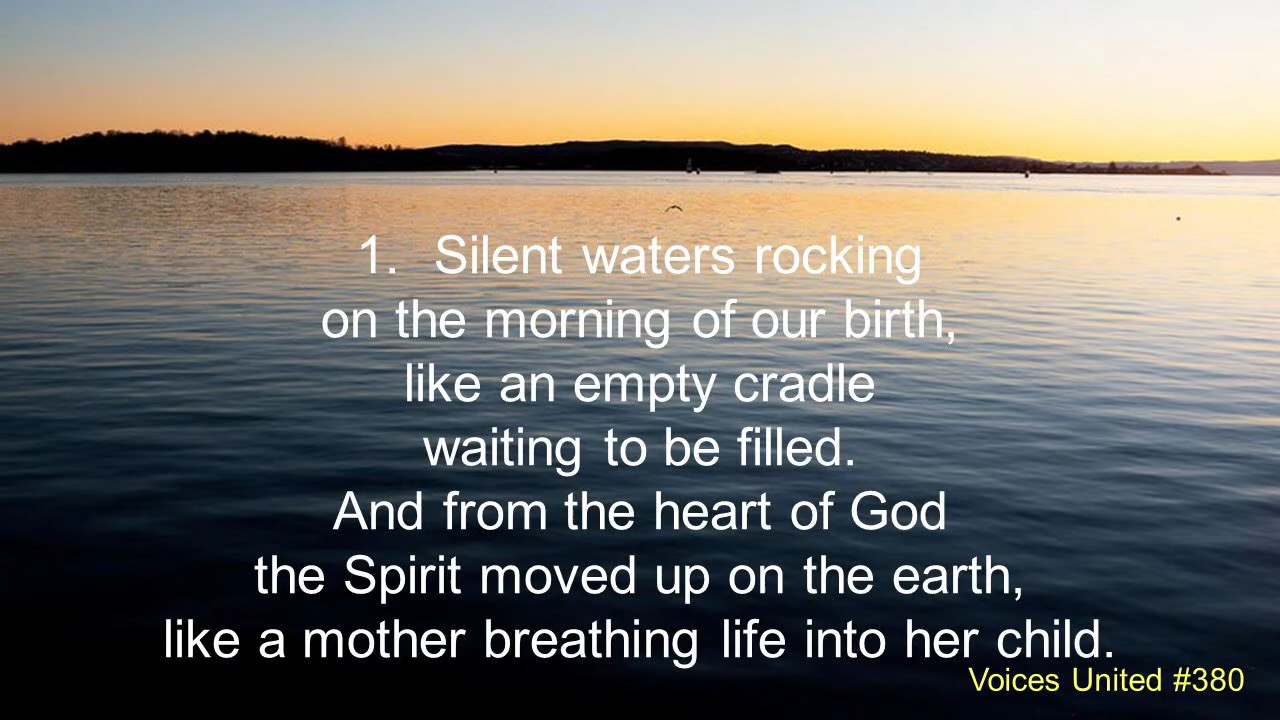 1. Silent waters rocking
on the morning of our birth,
like an empty cradle
waiting to be filled.
And from the heart of God
the Spirit moved up on the earth,
like a mother breathing life into her child.
Voices United #380